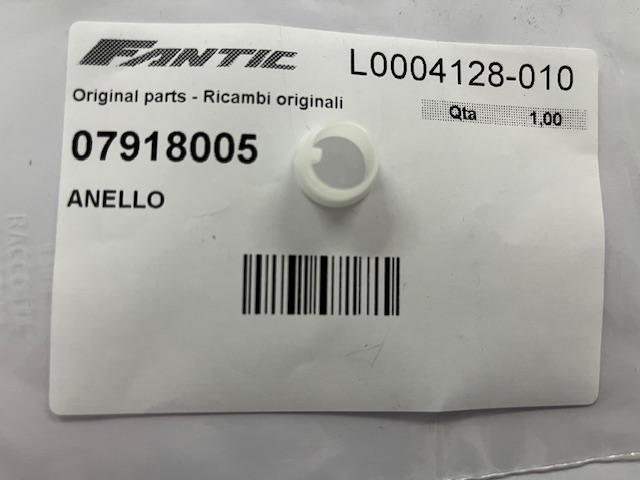 FANTIC
L0004128-010
Original parts - Ricambi originali
Qta 1,00
07918005
ANELLO